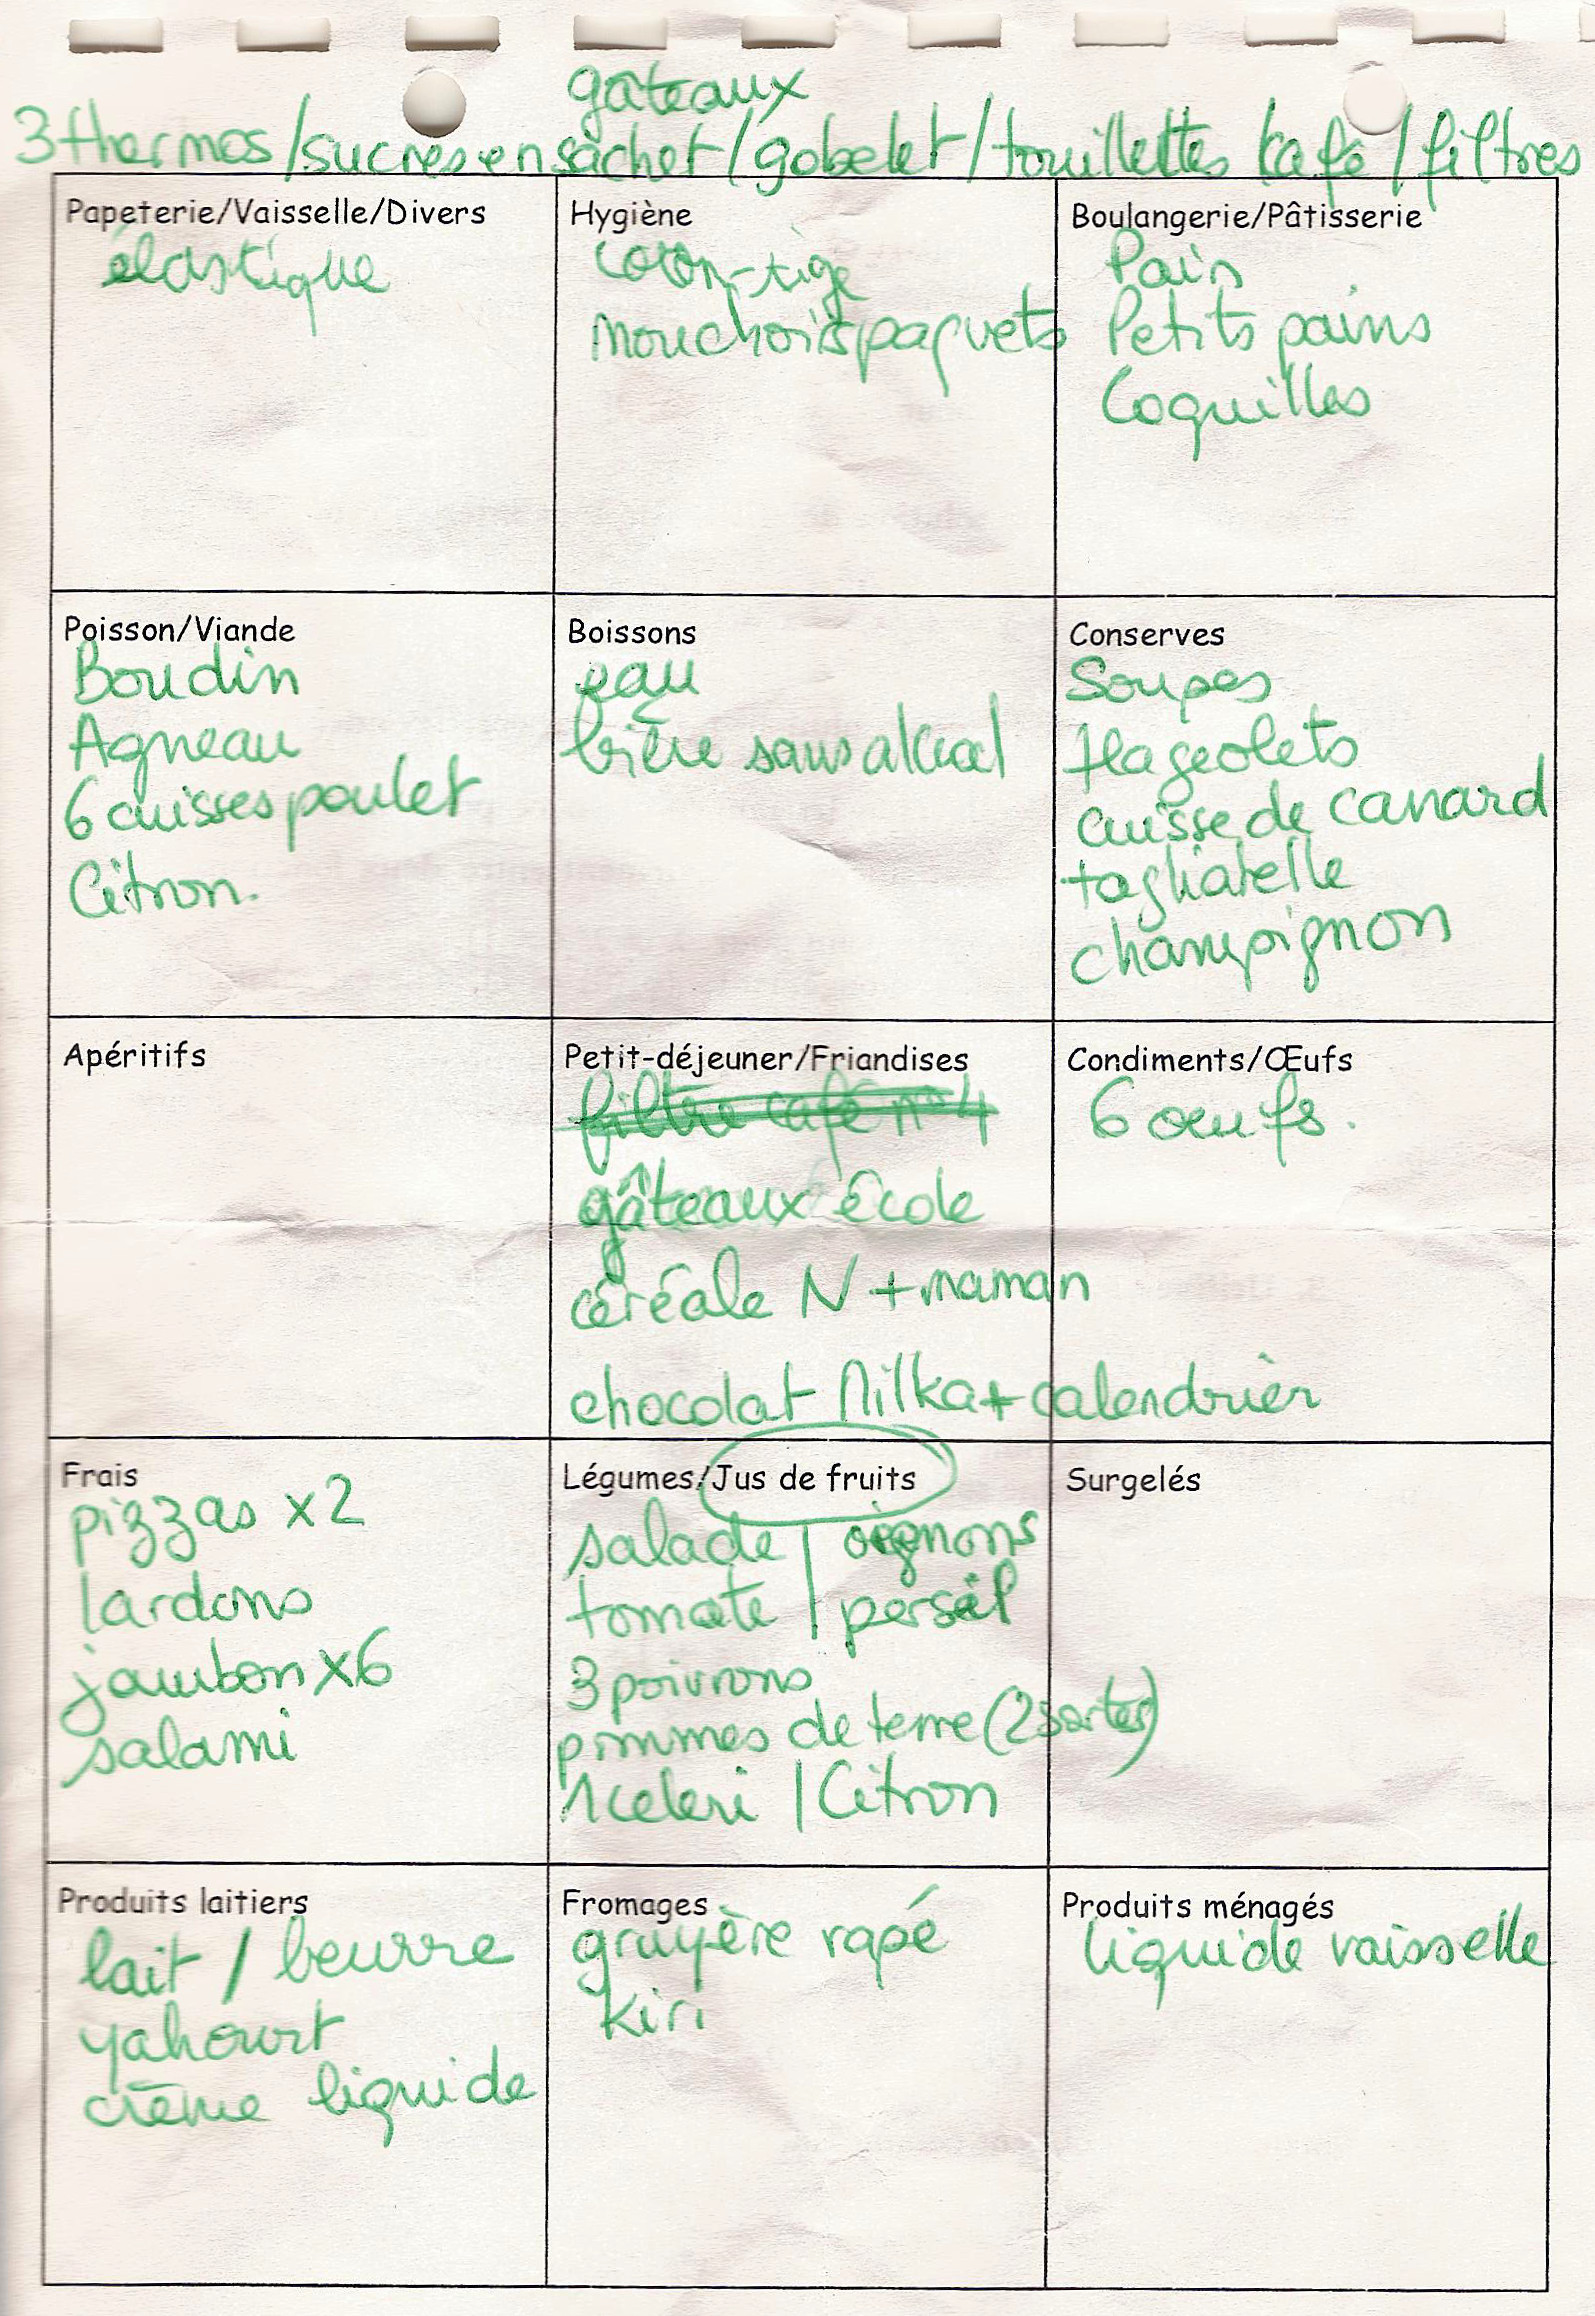 gâteaux
3 thermos / sucres en sachet / gobelet / touillettes kafé / filtres
Papeterie/Vaisselle/Divers
élastique
Hygiène
coton-tige
mouchoirs paquets
Boulangerie/Pâtisserie
Pain
Petits pains
Coquilles
Poisson/Viande
Boudin
Agneau
6 cuisses poulet
Citron.
Boissons
eau
bière sans alcool
Conserves
Soupes
flageolets
cuisse de canard
tagliatelle
champignon
Apéritifs
Petit-déjeuner/Friandises
filtre café n°4
gâteaux école
céréale N + maman
chocolat Milka + calendrier
Condiments/Œufs
6 œufs.
Frais
pizzas x2
lardons
jambon x6
salami
Légumes/Jus de fruits
salade | oignons
tomate | persil
3 poivrons
pommes de terre (2 sortes)
1 celeri | Citron
Surgelés
Produits laitiers
lait / beurre
yahourt
crème liquide
Fromages
gruyère rapé
kiri
Produits ménagés
liquide vaisselle